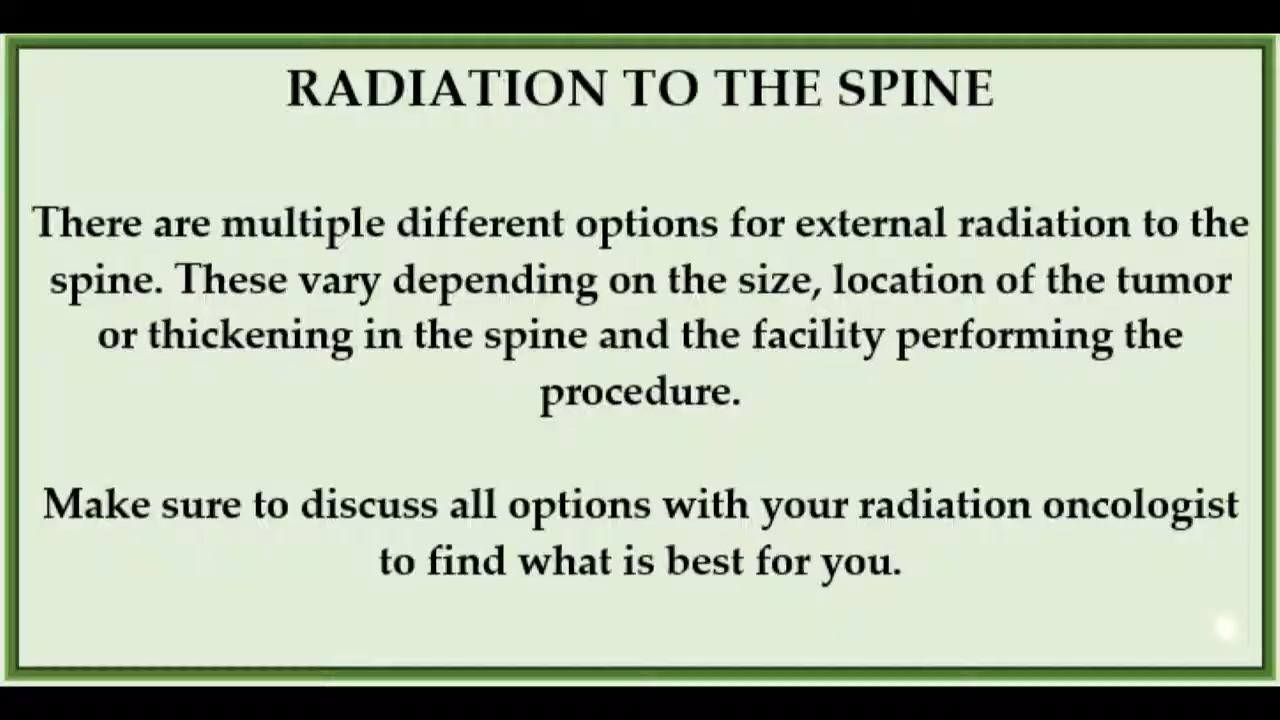 RADIATION TO THE SPINE
There are multiple different options for external radiation to the
spine. These vary depending on the size, location of the tumor
or thickening in the spine and the facility performing the
procedure.
Make sure to discuss all options with your radiation oncologist
to find what is best for you.